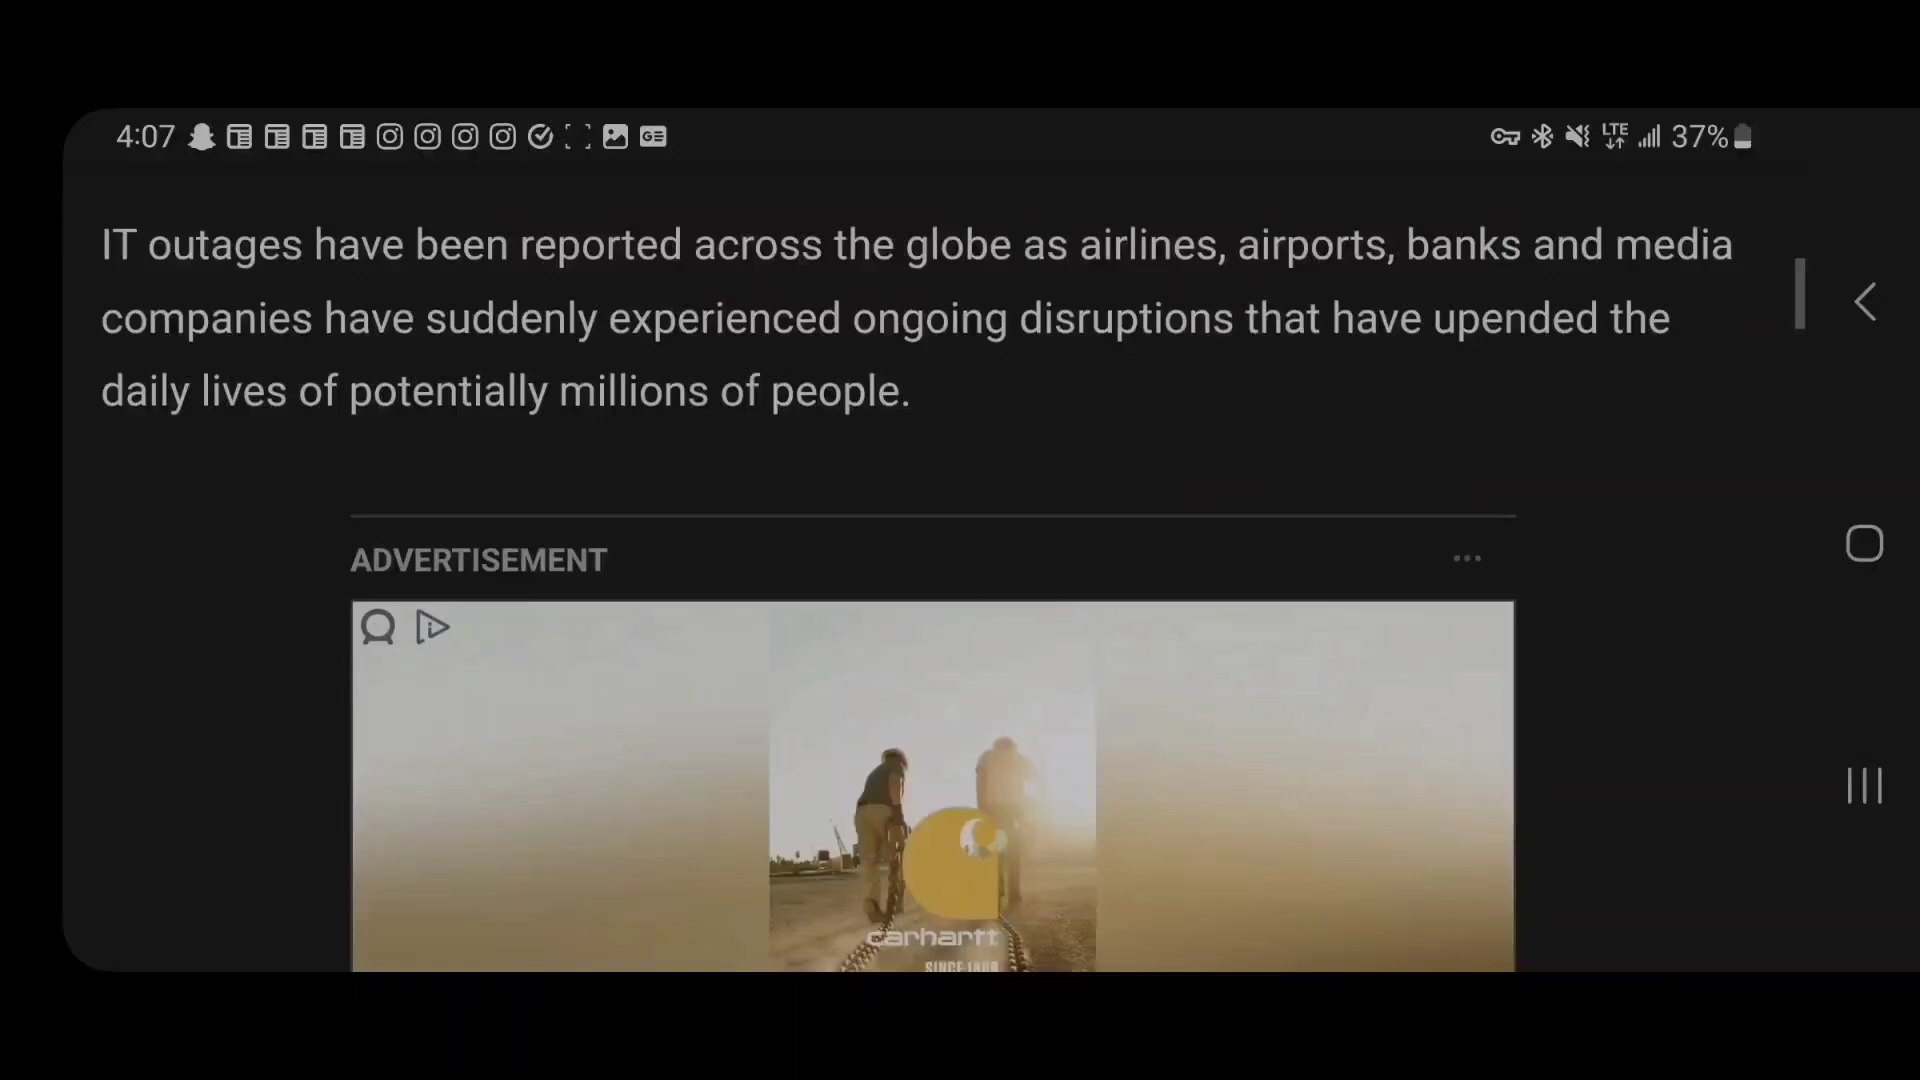 4:07 LTE 37%
IT outages have been reported across the globe as airlines, airports, banks and media
companies have suddenly experienced ongoing disruptions that have upended the
daily lives of potentially millions of people.
ADVERTISEMENT
carhartt